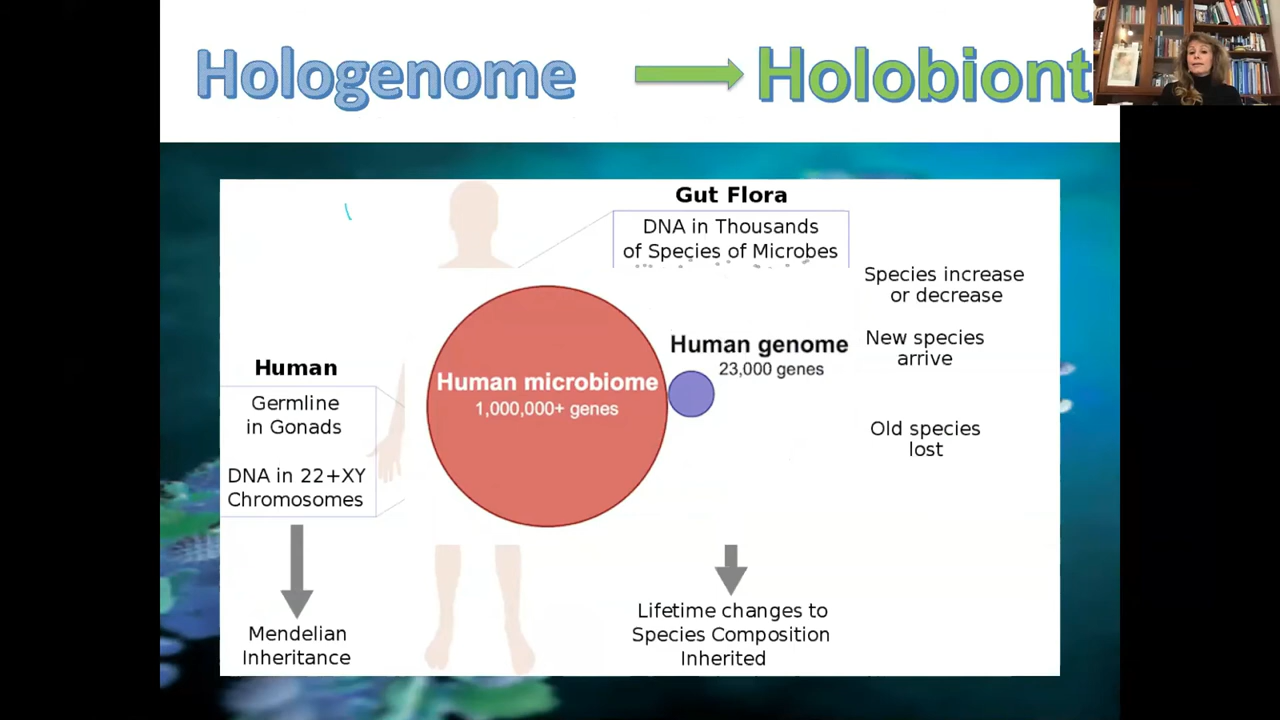 Hologenome
Holobiont
Gut Flora
DNA in Thousands
of Species of Microbes
Species increase
or decrease
Human genome
23,000 genes
New species
arrive
Human
Human microbiome
1,000,000+ genes
Germline
in Gonads
Old species
lost
DNA in 22+XY
Chromosomes
Lifetime changes to
Species Composition
Inherited
Mendelian
Inheritance